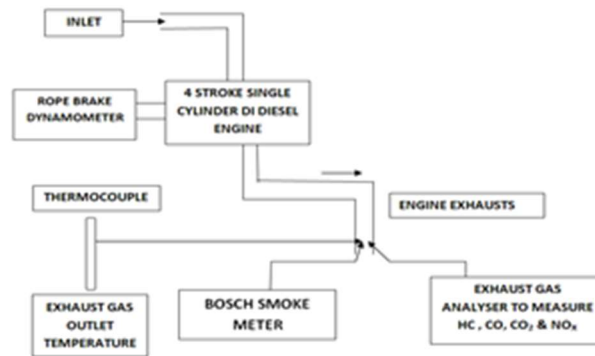 INLET
4 STROKE SINGLE
CYLINDER DI DIESEL
ENGINE
ROPE BRAKE
DYNAMOMETER
THERMOCOUPLE
ENGINE EXHAUSTS
EXHAUST GAS
OUTLET
TEMPERATURE
BOSCH SMOKE
METER
EXHAUST GAS
ANALYSER TO MEASURE
HC , CO, CO₂ & NOₓ